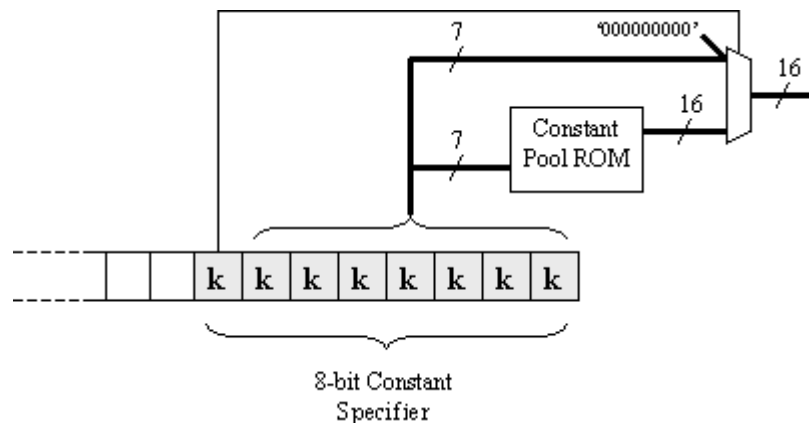 ‘000000000’
7
16
16
Constant
Pool ROM
7
k k k k k k k k
8-bit Constant
Specifier